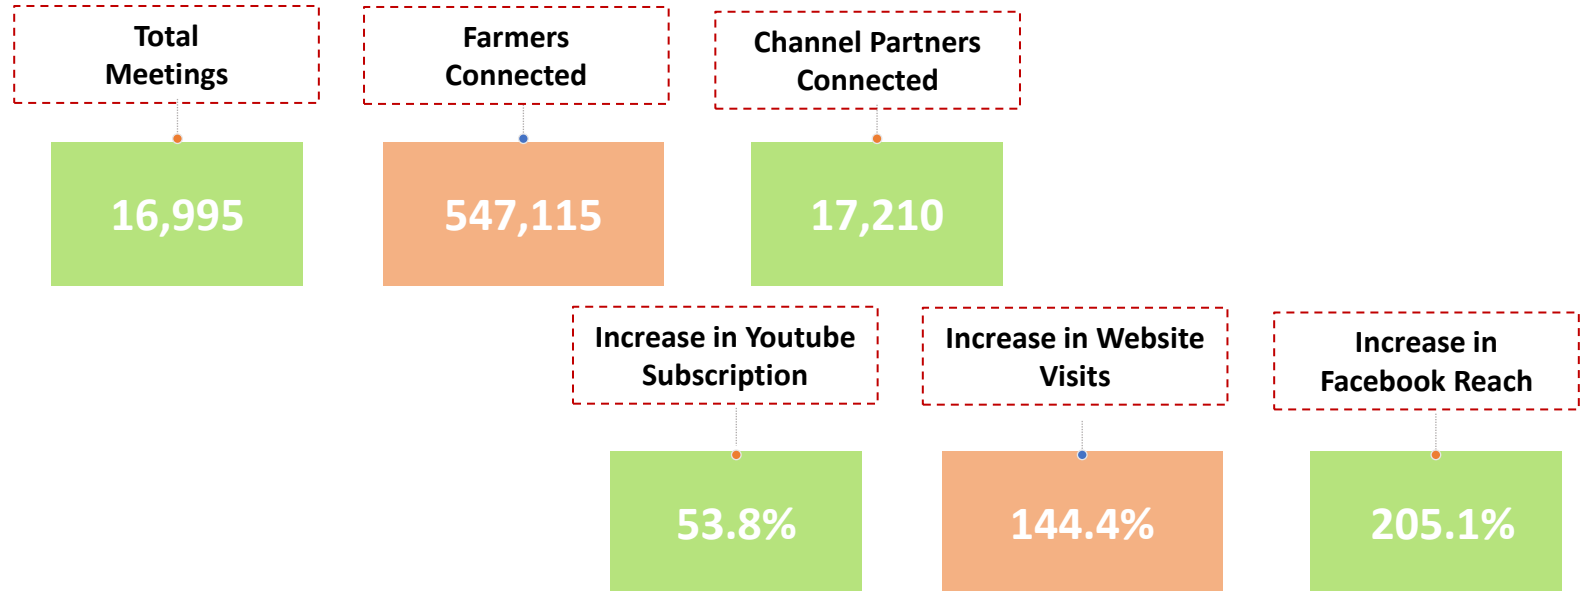 Total
Meetings
Farmers
Connected
Channel Partners
Connected
16,995
547,115
17,210
Increase in Youtube
Subscription
Increase in Website
Visits
Increase in
Facebook Reach
53.8%
144.4%
205.1%